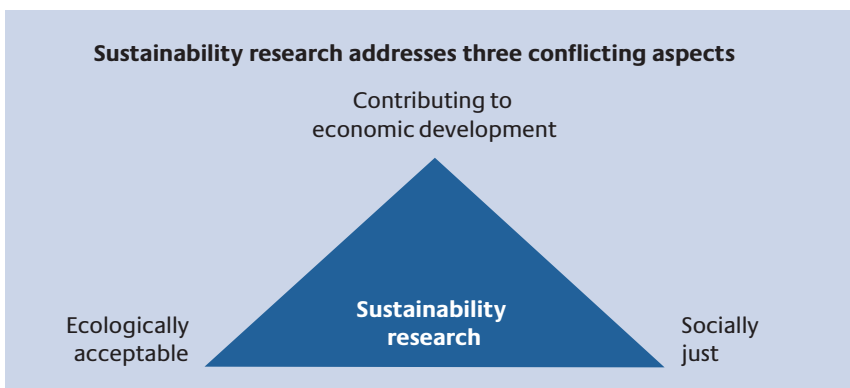 Sustainability research addresses three conflicting aspects
Contributing to
economic development
Sustainability
research
Ecologically
acceptable
Socially
just